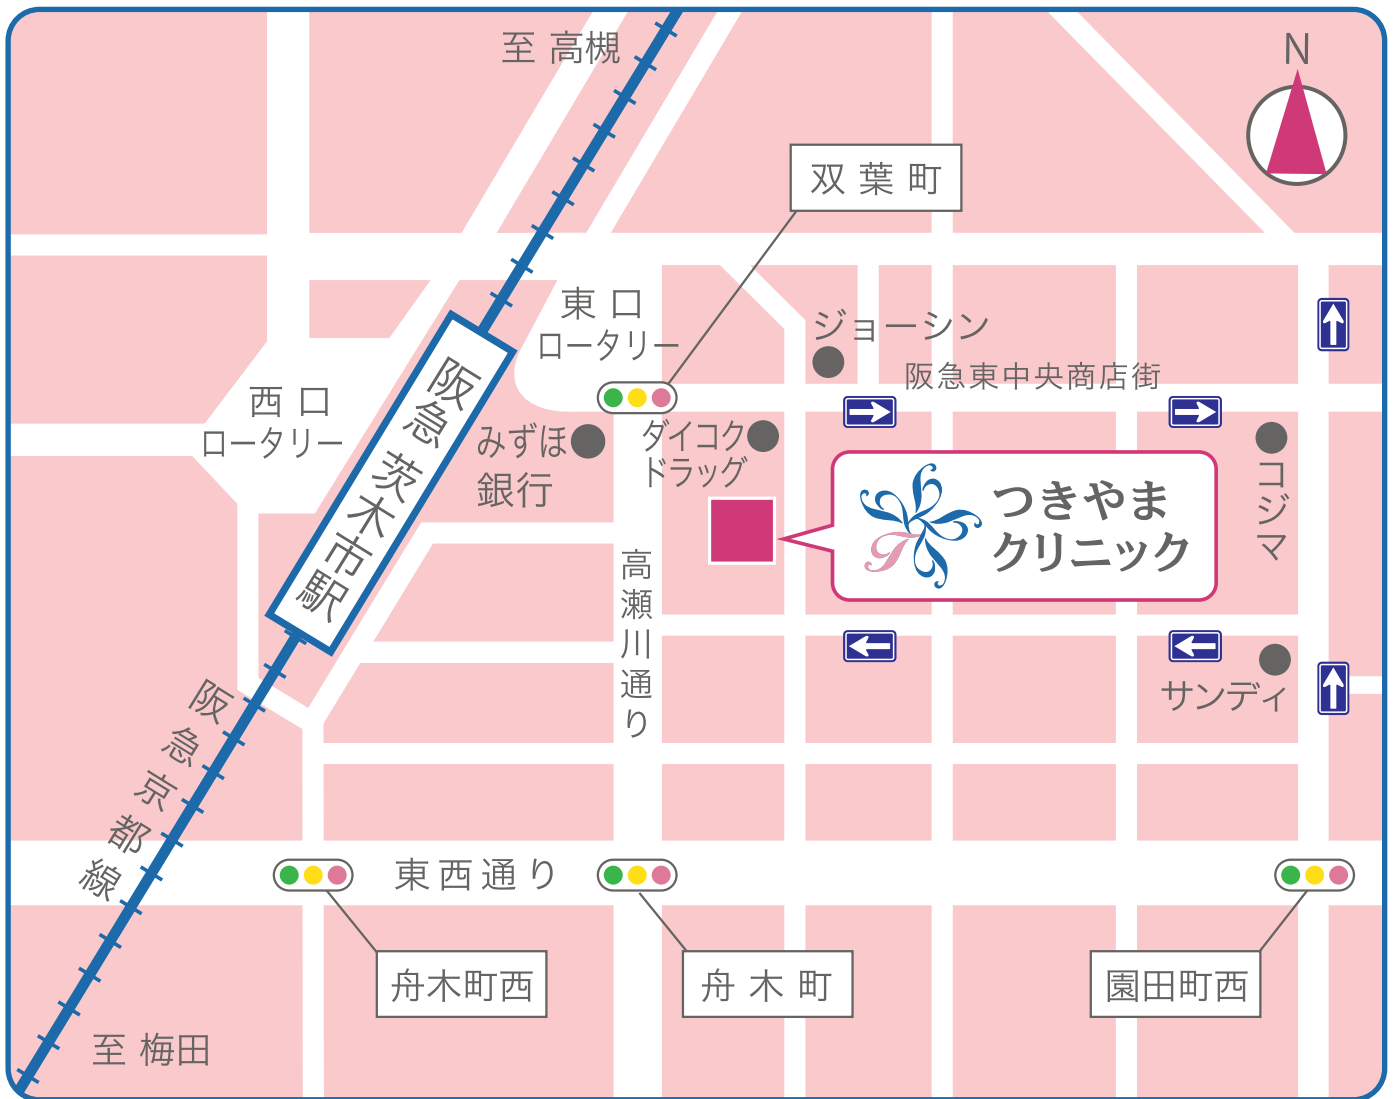 至 高槻
N
双葉町
東口
ロータリー
ジョーシン
阪急東中央商店街
西口
ロータリー
阪急 茨木市駅
みずほ
銀行
ダイコク
ドラッグ
つきやま
クリニック
コジマ
高瀬川通り
サンディ
阪急京都線
東西通り
舟木町西
舟木町
園田町西
至 梅田